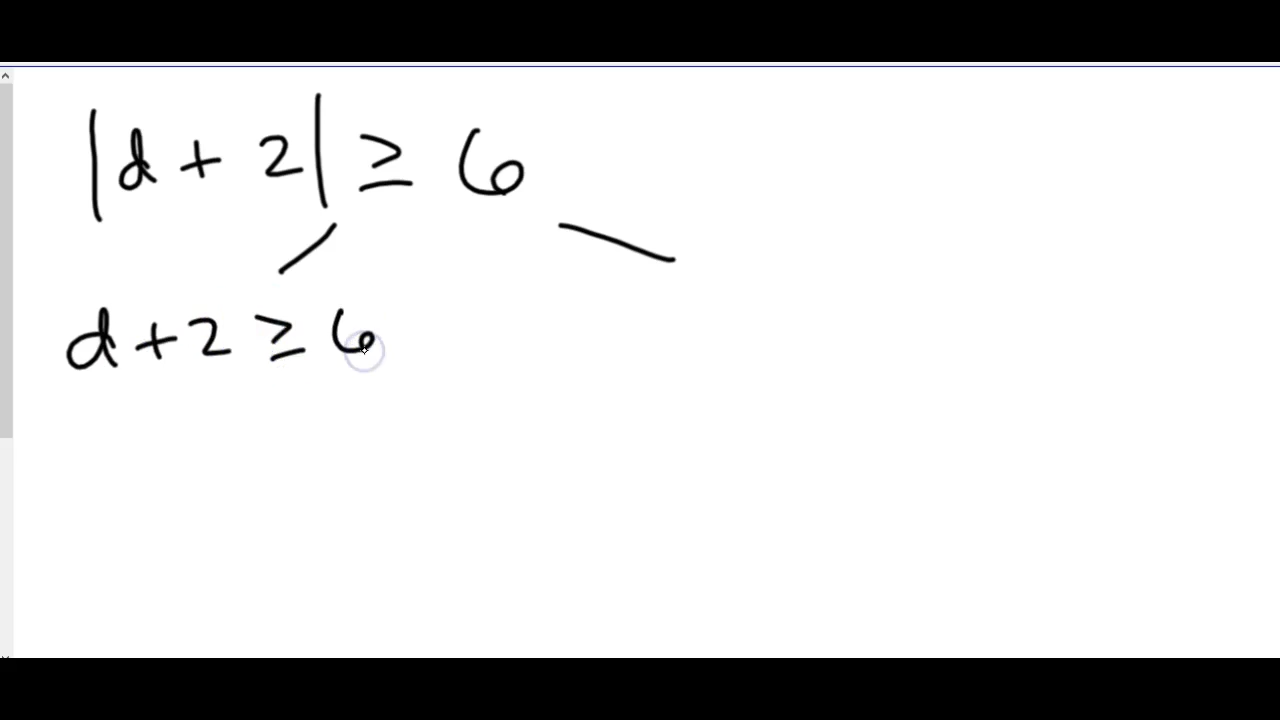 |d + 2| ≥ 6
d + 2 ≥ 6